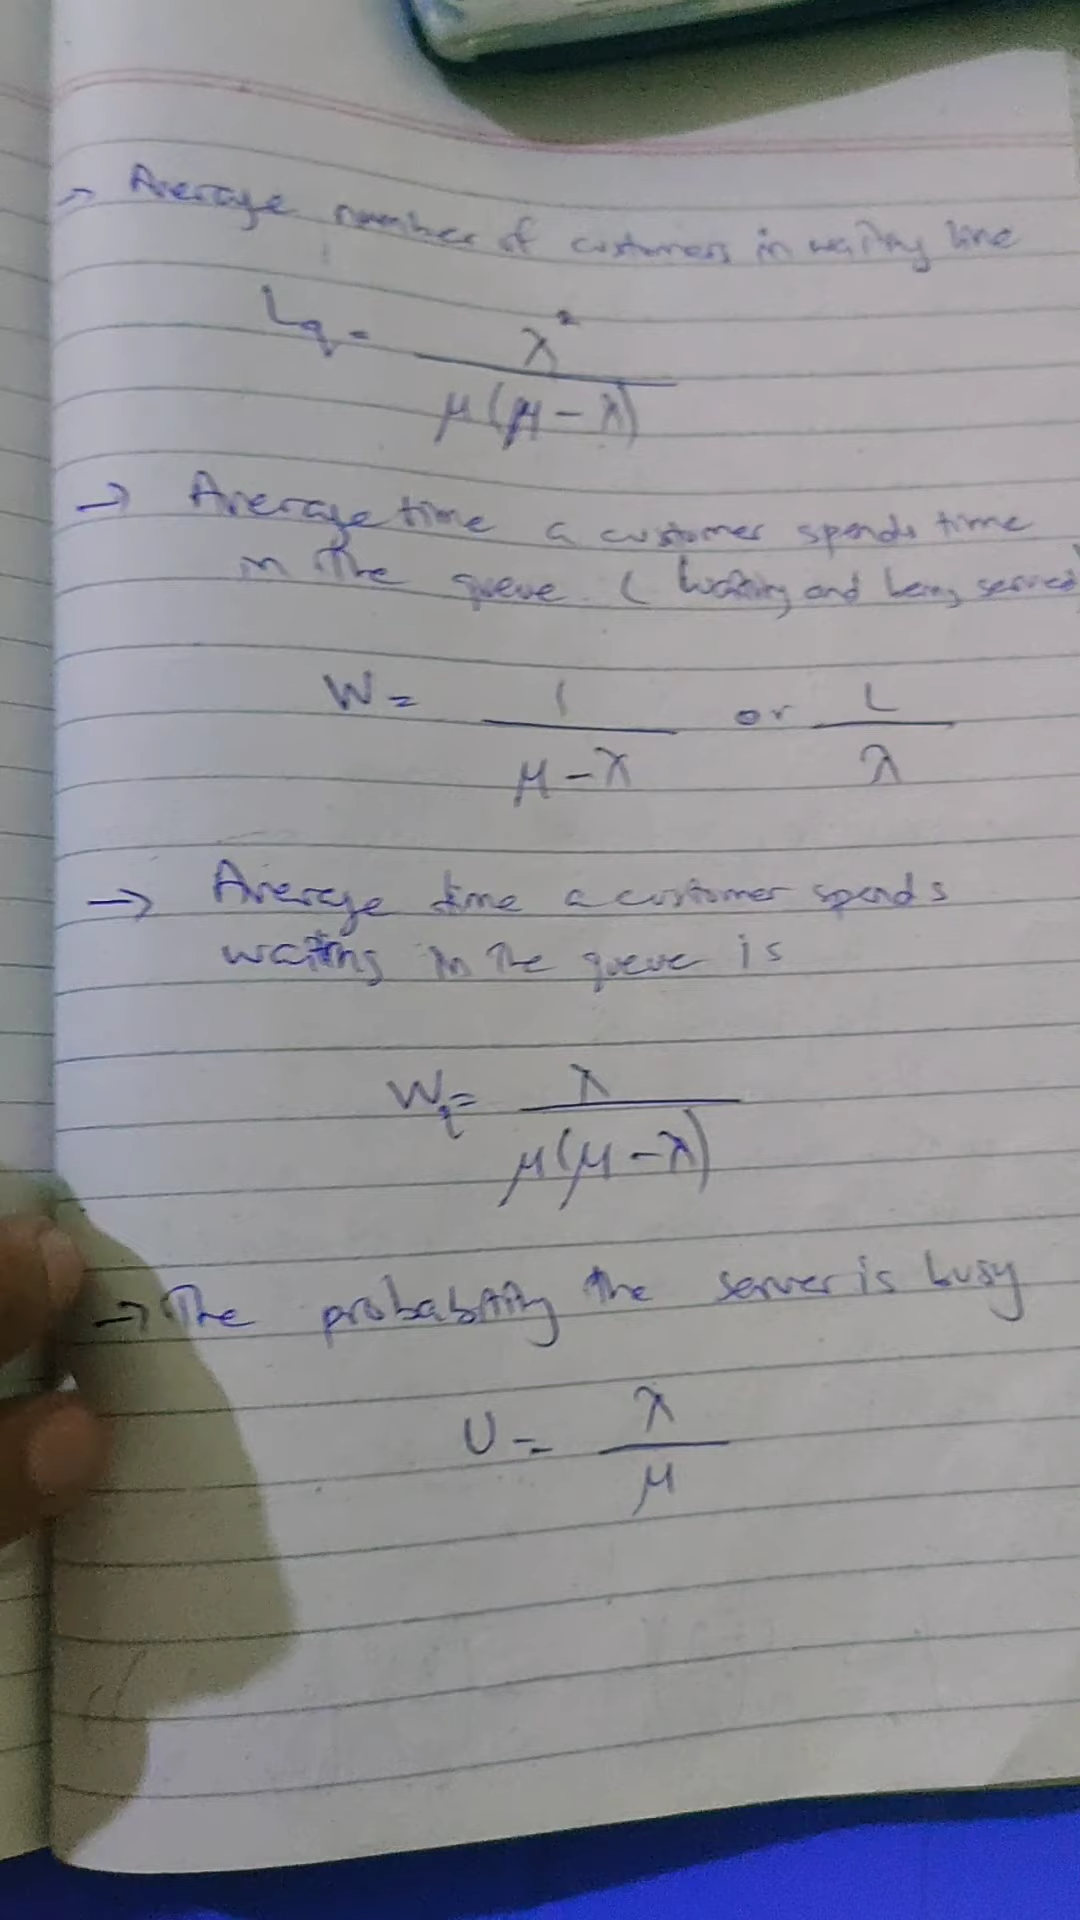 → Average number of customers in waiting line
Lq = λ² / μ(μ - λ)
→ Average time a customer spends time
in the queue (waiting and being served)
W = 1 / μ - λ or L / λ
→ Average time a customer spends
waiting in the queue is
Wq = λ / μ(μ - λ)
→ The probability the server is busy
U = λ / μ